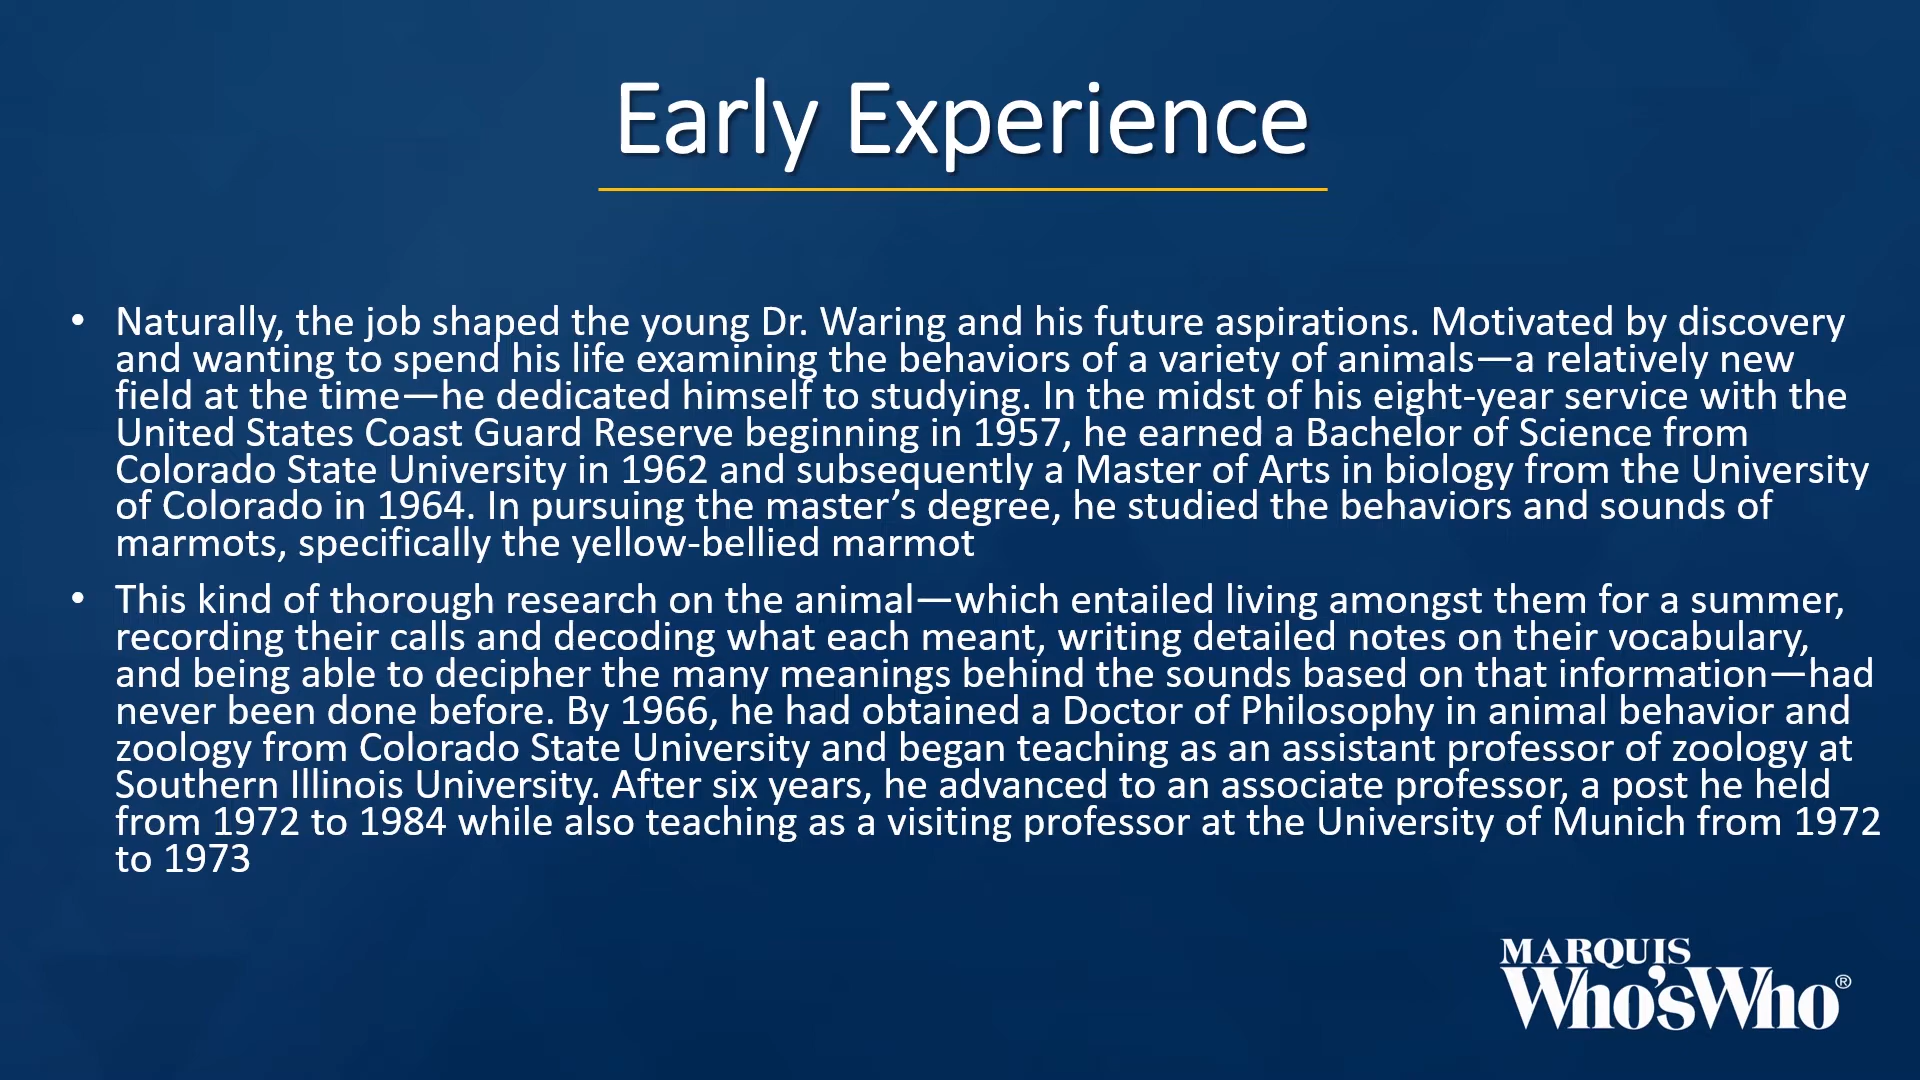 Early Experience
• Naturally, the job shaped the young Dr. Waring and his future aspirations. Motivated by discovery
and wanting to spend his life examining the behaviors of a variety of animals—a relatively new
field at the time—he dedicated himself to studying. In the midst of his eight-year service with the
United States Coast Guard Reserve beginning in 1957, he earned a Bachelor of Science from
Colorado State University in 1962 and subsequently a Master of Arts in biology from the University
of Colorado in 1964. In pursuing the master’s degree, he studied the behaviors and sounds of
marmots, specifically the yellow-bellied marmot
• This kind of thorough research on the animal—which entailed living amongst them for a summer,
recording their calls and decoding what each meant, writing detailed notes on their vocabulary,
and being able to decipher the many meanings behind the sounds based on that information—had
never been done before. By 1966, he had obtained a Doctor of Philosophy in animal behavior and
zoology from Colorado State University and began teaching as an assistant professor of zoology at
Southern Illinois University. After six years, he advanced to an associate professor, a post he held
from 1972 to 1984 while also teaching as a visiting professor at the University of Munich from 1972
to 1973
MARQUIS
Who'sWho®